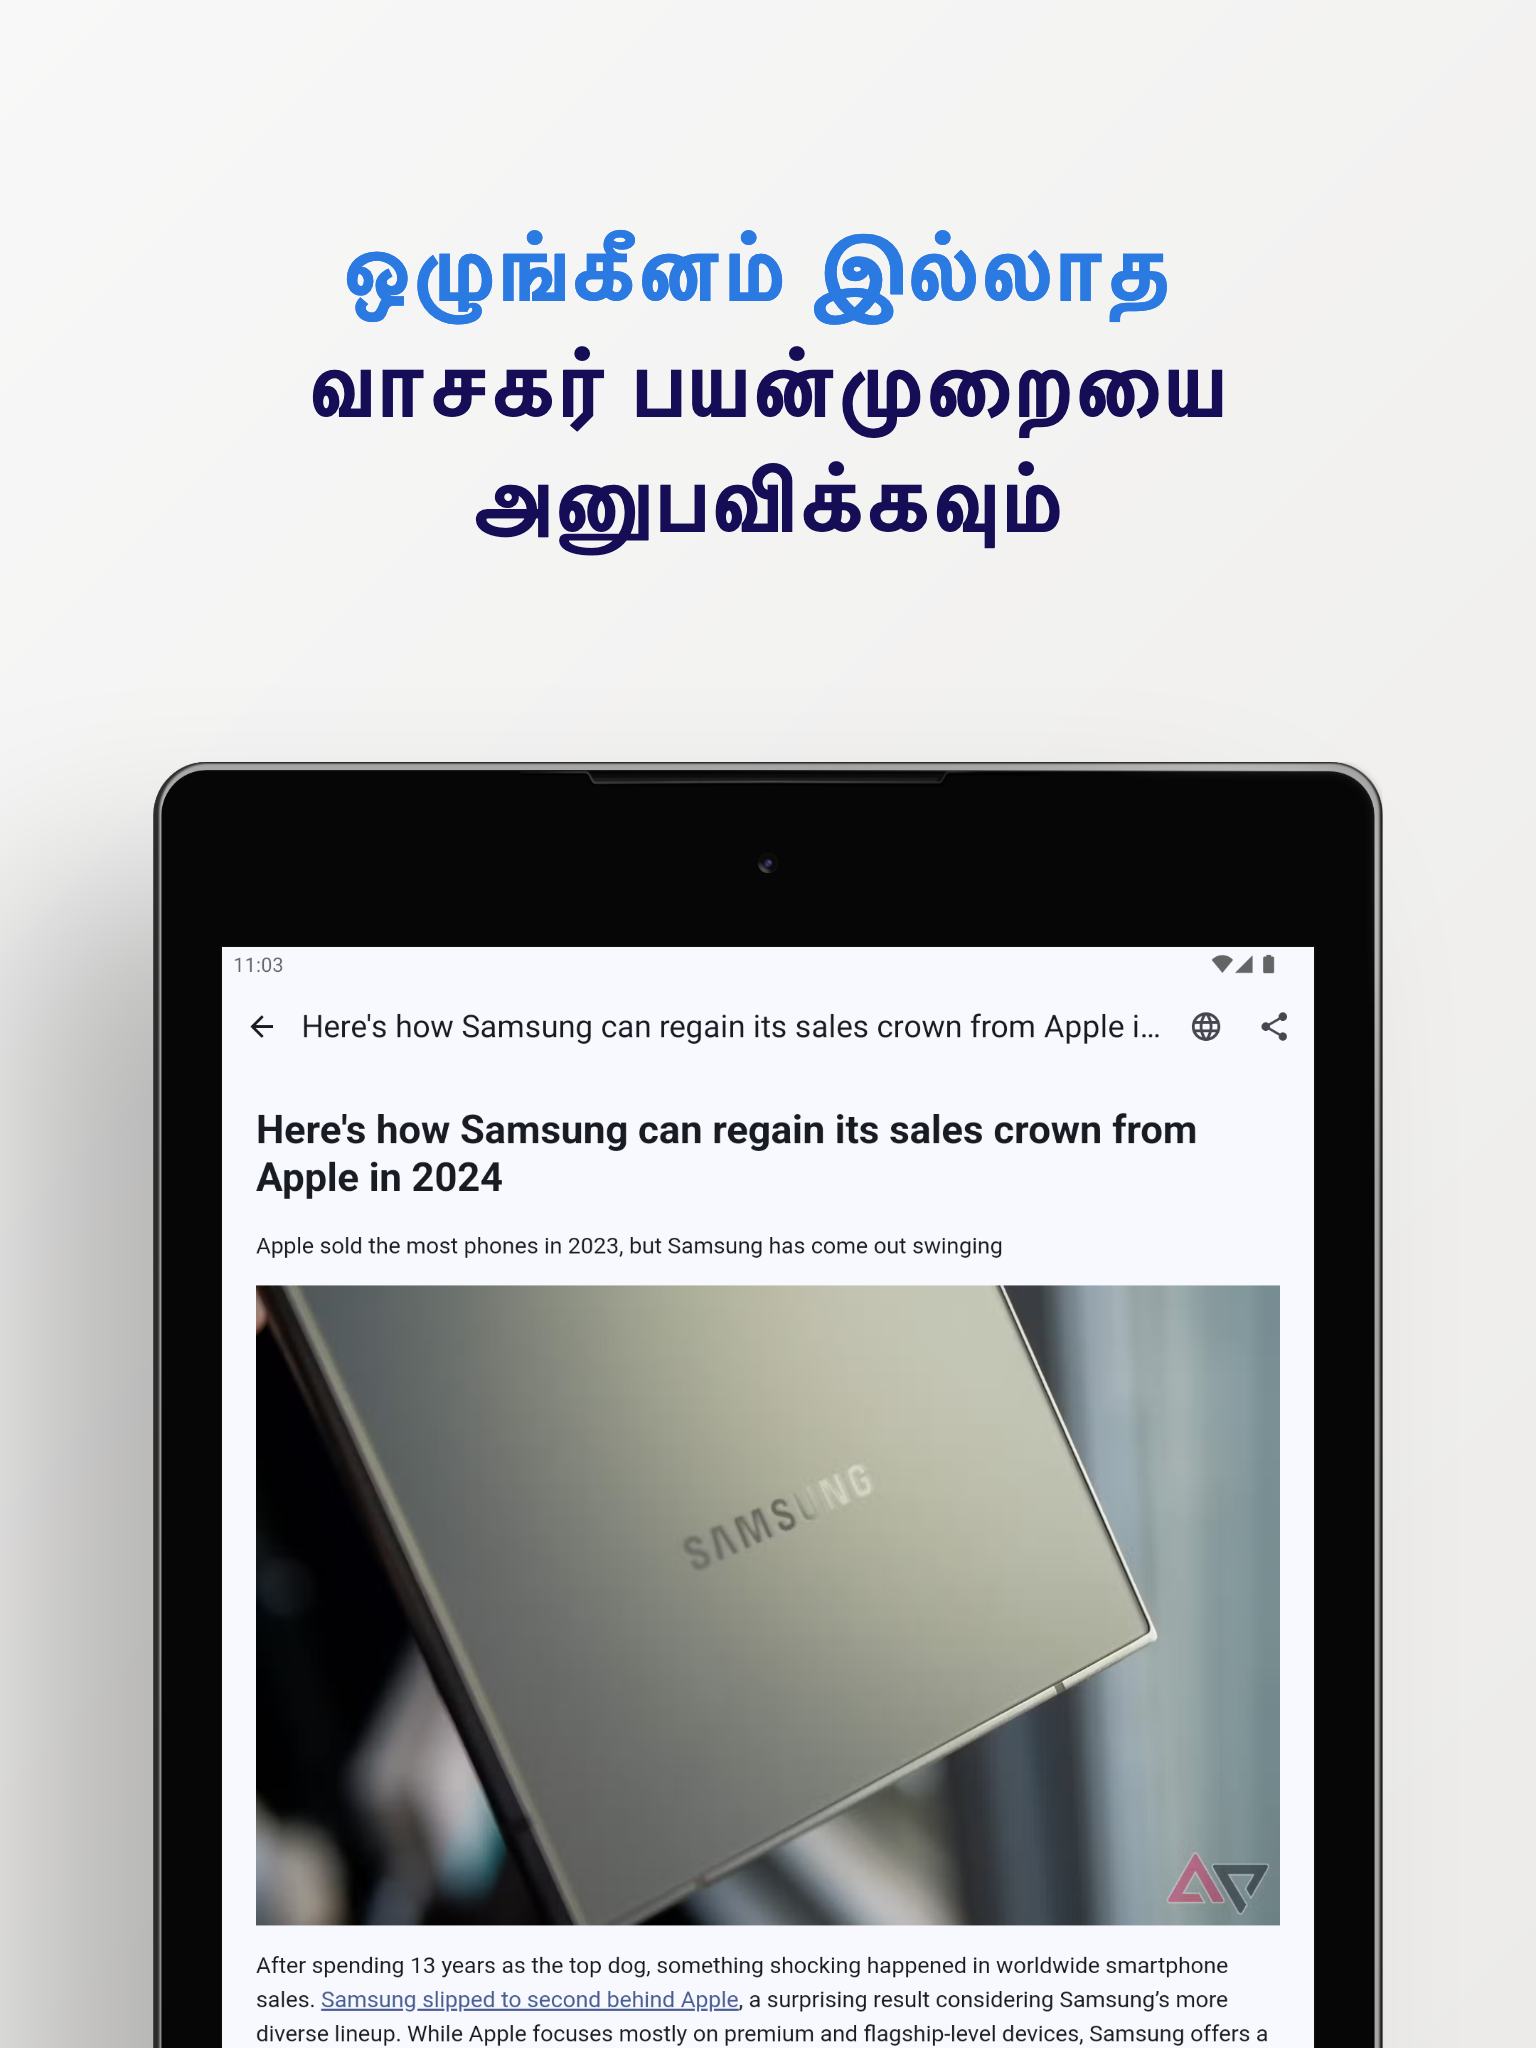 ஒழுங்கீனம் இல்லாத
வாசகர் பயன்முறையை
அனுபவிக்கவும்
11:03
Here's how Samsung can regain its sales crown from Apple i...
Here's how Samsung can regain its sales crown from
Apple in 2024
Apple sold the most phones in 2023, but Samsung has come out swinging
SAMSUNG
After spending 13 years as the top dog, something shocking happened in worldwide smartphone
sales. Samsung slipped to second behind Apple, a surprising result considering Samsung’s more
diverse lineup. While Apple focuses mostly on premium and flagship-level devices, Samsung offers a